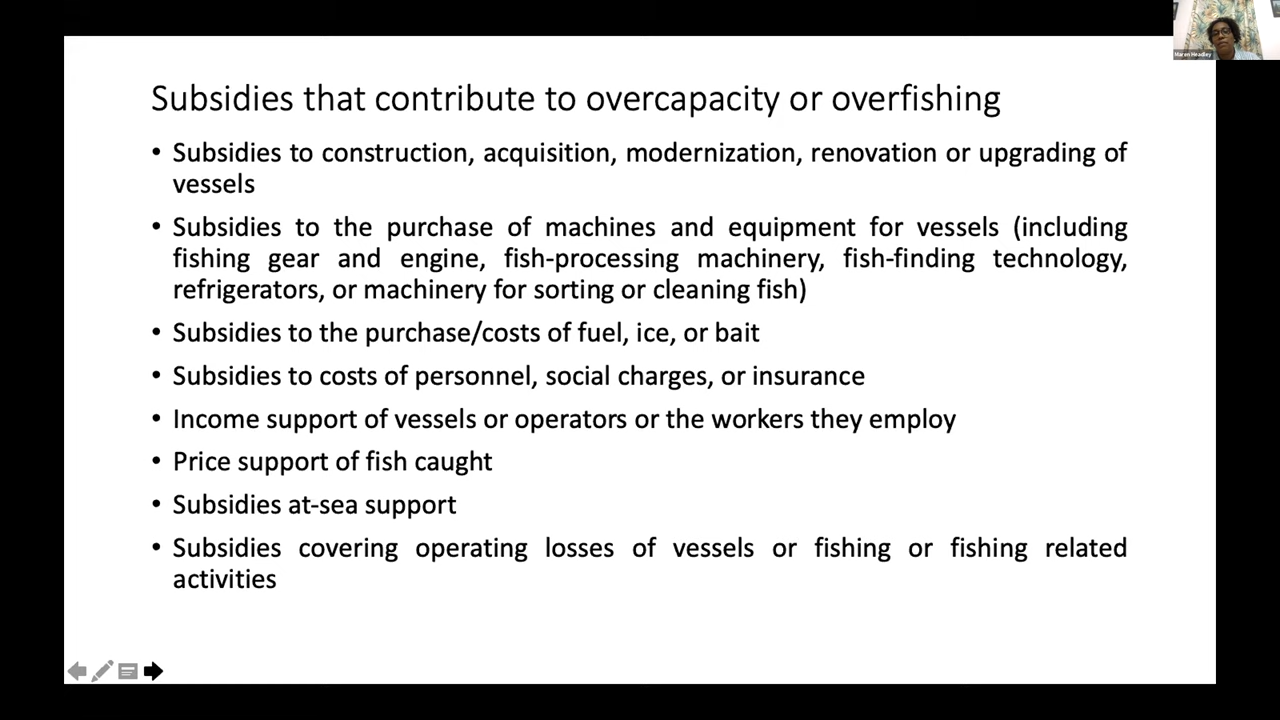 Maren Headley
Subsidies that contribute to overcapacity or overfishing
• Subsidies to construction, acquisition, modernization, renovation or upgrading of
vessels
• Subsidies to the purchase of machines and equipment for vessels (including
fishing gear and engine, fish-processing machinery, fish-finding technology,
refrigerators, or machinery for sorting or cleaning fish)
• Subsidies to the purchase/costs of fuel, ice, or bait
• Subsidies to costs of personnel, social charges, or insurance
• Income support of vessels or operators or the workers they employ
• Price support of fish caught
• Subsidies at-sea support
• Subsidies covering operating losses of vessels or fishing or fishing related
activities